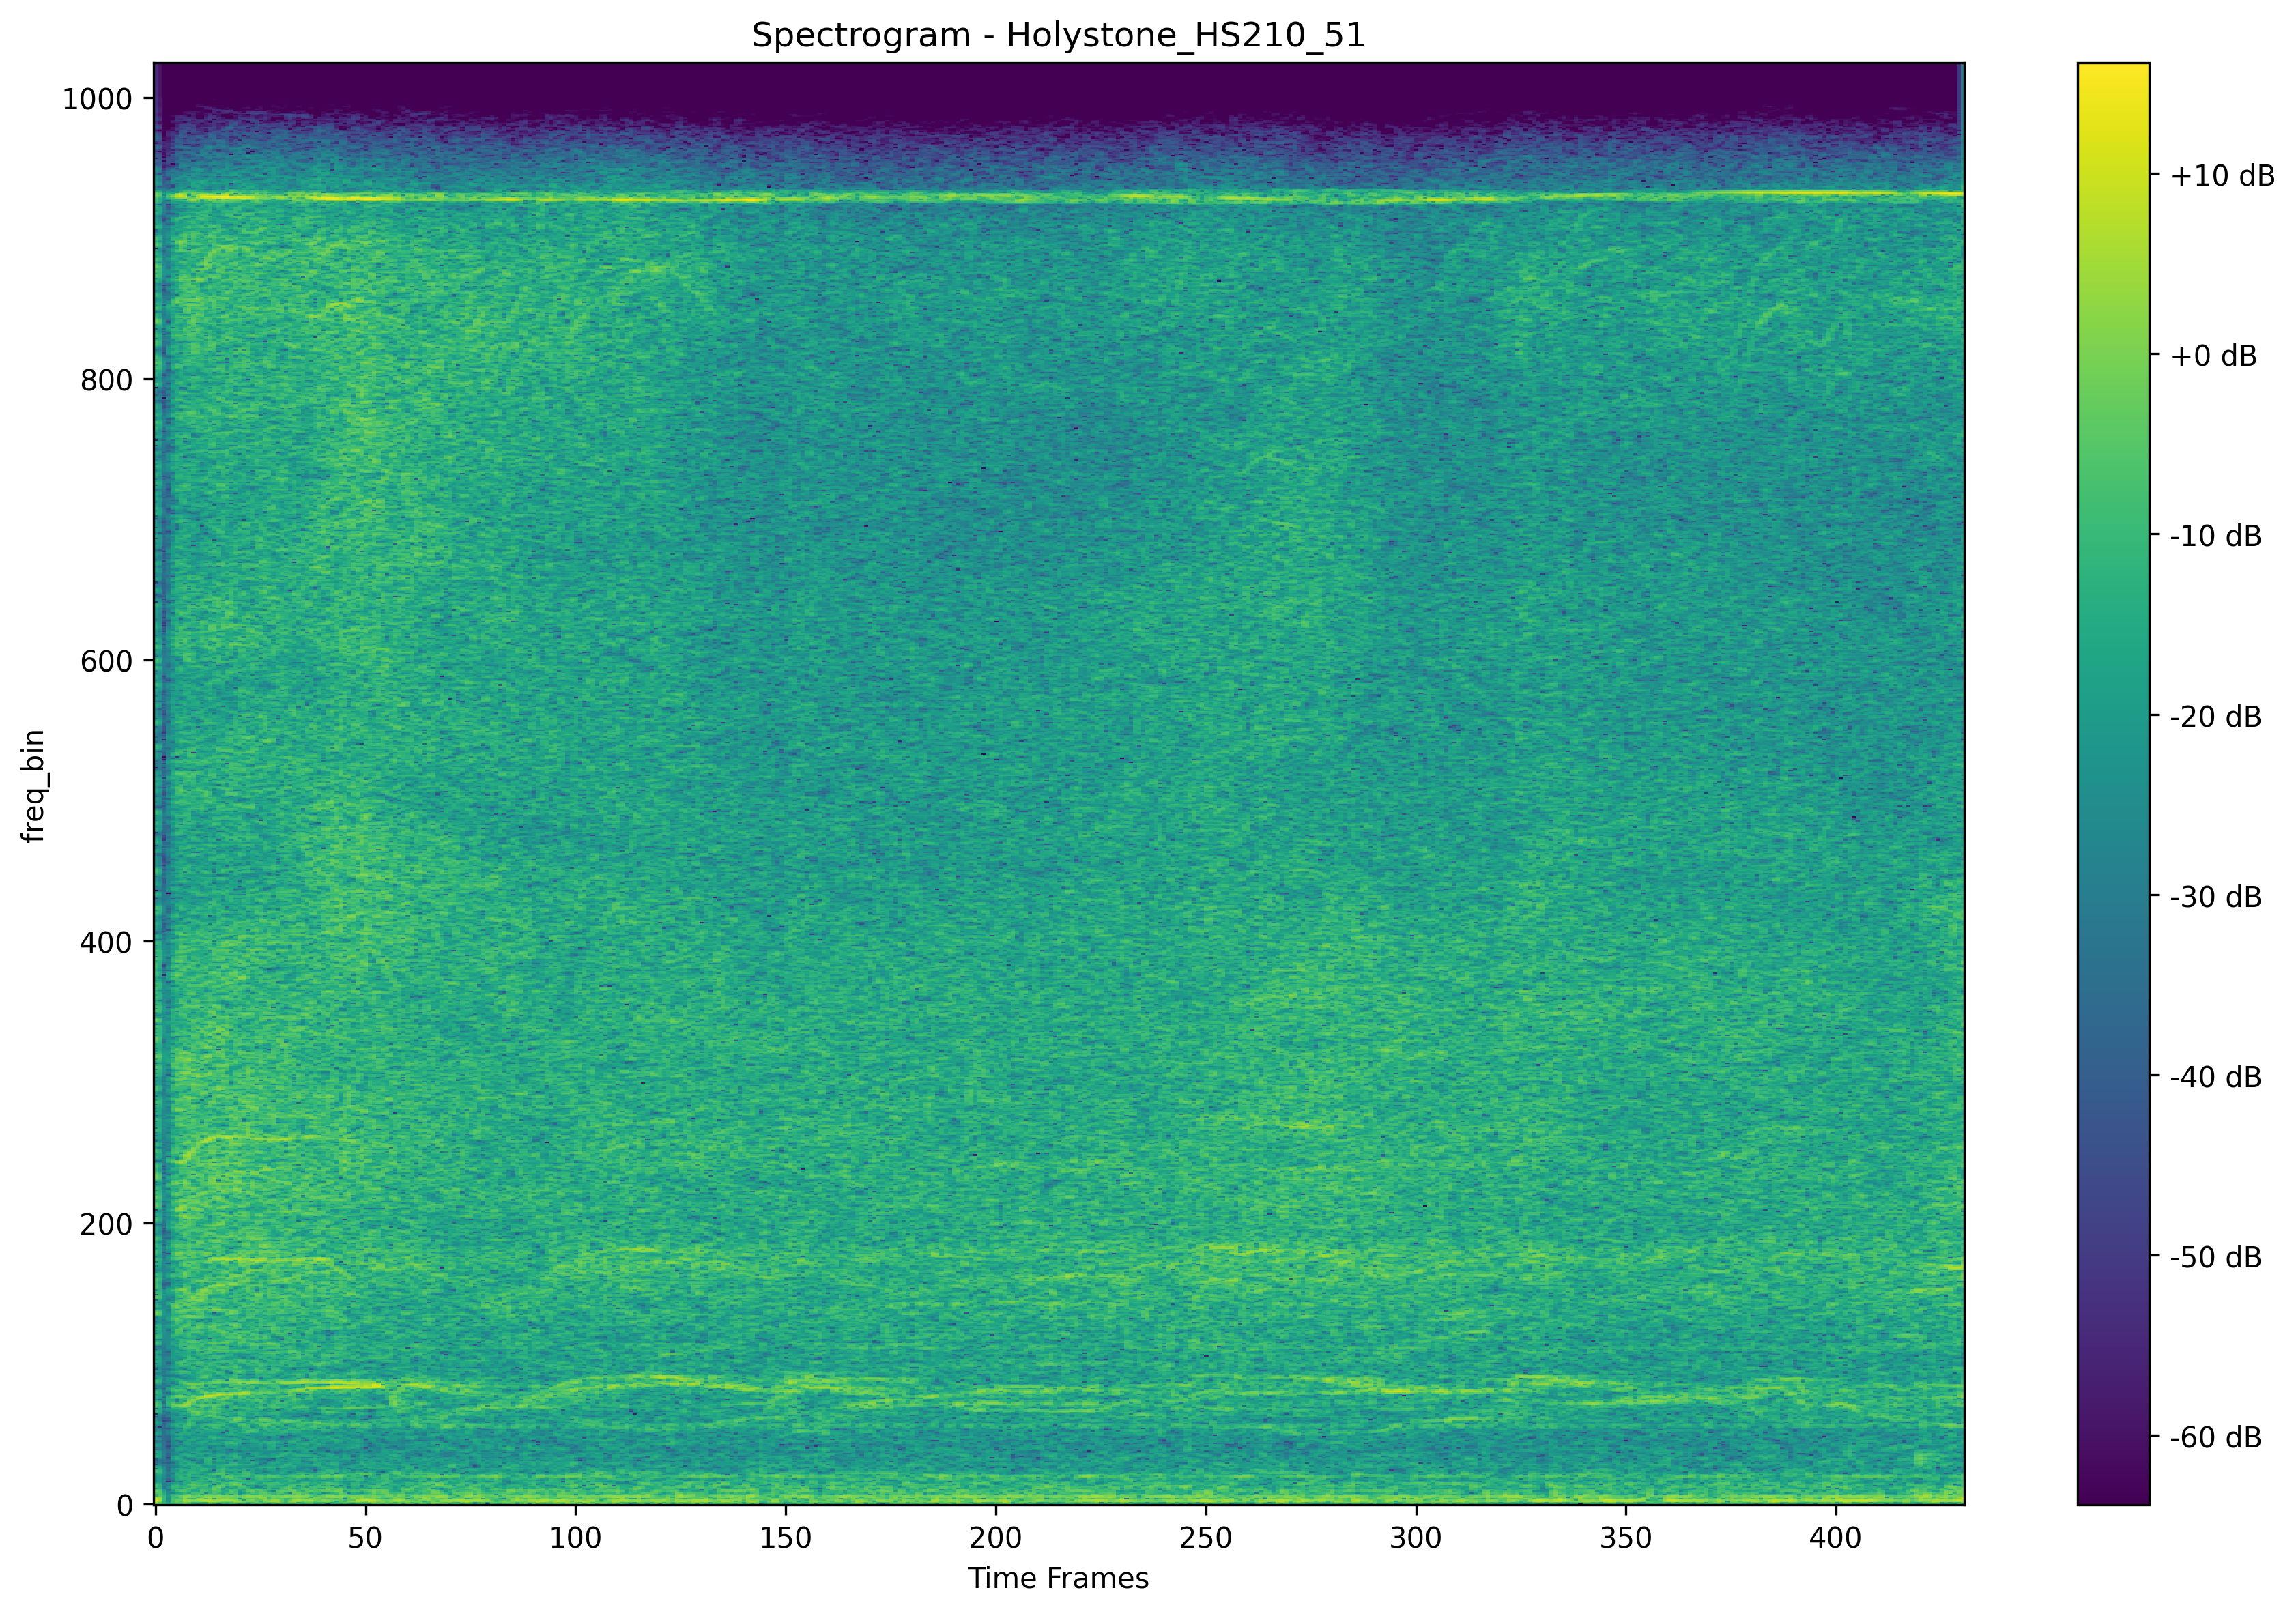 Spectrogram - Holystone_HS210_51
freq_bin
1000
800
600
400
200
0
0 50 100 150 200 250 300 350 400
Time Frames
+10 dB
+0 dB
-10 dB
-20 dB
-30 dB
-40 dB
-50 dB
-60 dB